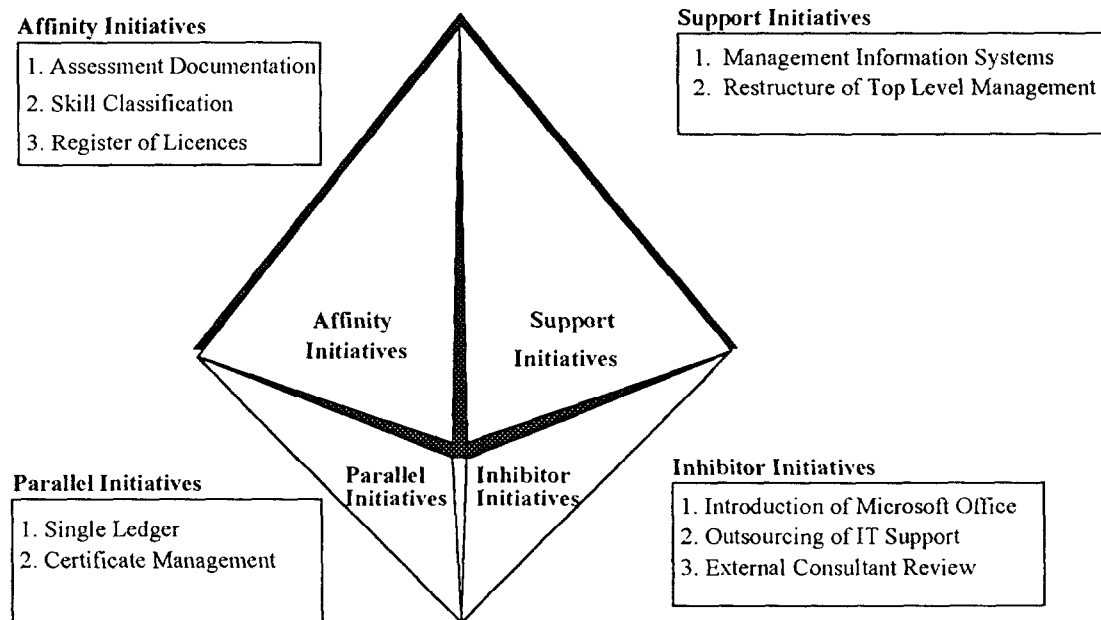 Affinity Initiatives
1. Assessment Documentation
2. Skill Classification
3. Register of Licences
Support Initiatives
1. Management Information Systems
2. Restructure of Top Level Management
Affinity
Initiatives
Support
Initiatives
Parallel
Initiatives
Inhibitor
Initiatives
Parallel Initiatives
1. Single Ledger
2. Certificate Management
Inhibitor Initiatives
1. Introduction of Microsoft Office
2. Outsourcing of IT Support
3. External Consultant Review